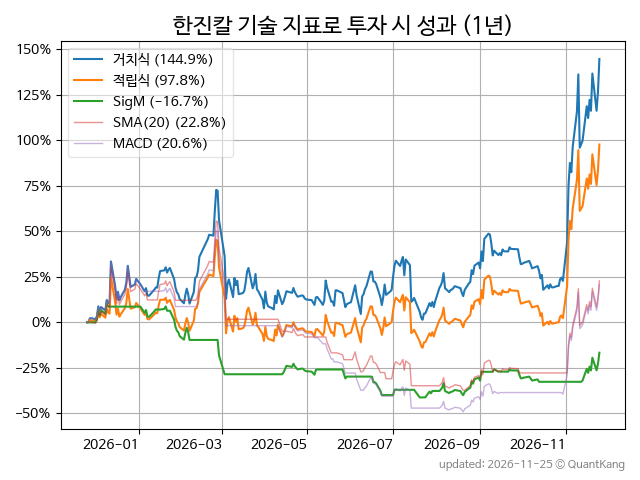 한진칼 기술 지표로 투자 시 성과 (1년)
거치식 (144.9%)
적립식 (97.8%)
SigM (−16.7%)
SMA(20) (22.8%)
MACD (20.6%)
150%
125%
100%
75%
50%
25%
0%
−25%
−50%
2026-01 2026-03 2026-05 2026-07 2026-09 2026-11
updated: 2026-11-25 © QuantKang